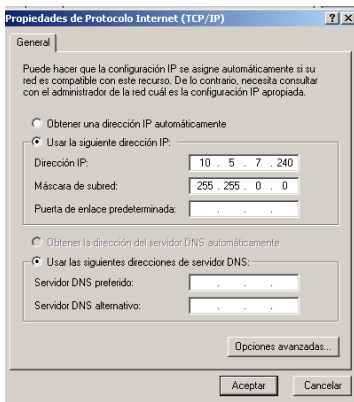 Propiedades de Protocolo Internet (TCP/IP)
General
Puede hacer que la configuración IP se asigne automáticamente si su
red es compatible con este recurso. De lo contrario, necesita consultar
con el administrador de la red cuál es la configuración IP apropiada.
Obtener una dirección IP automáticamente
Usar la siguiente dirección IP:
Dirección IP: 10 . 5 . 7 . 240
Máscara de subred: 255 . 255 . 0 . 0
Puerta de enlace predeterminada: . . .
Obtener la dirección del servidor DNS automáticamente
Usar las siguientes direcciones de servidor DNS:
Servidor DNS preferido: . . .
Servidor DNS alternativo: . . .
Opciones avanzadas...
Aceptar Cancelar